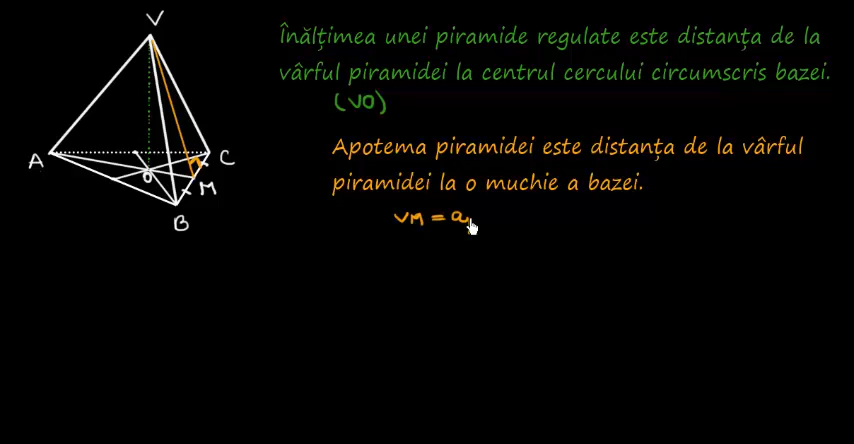 V
Înălțimea unei piramide regulate este distanța de la
vârful piramidei la centrul cercului circumscris bazei.
(VO)
Apotema piramidei este distanța de la vârful
piramidei la o muchie a bazei.
VM = a
A
C
O
M
B